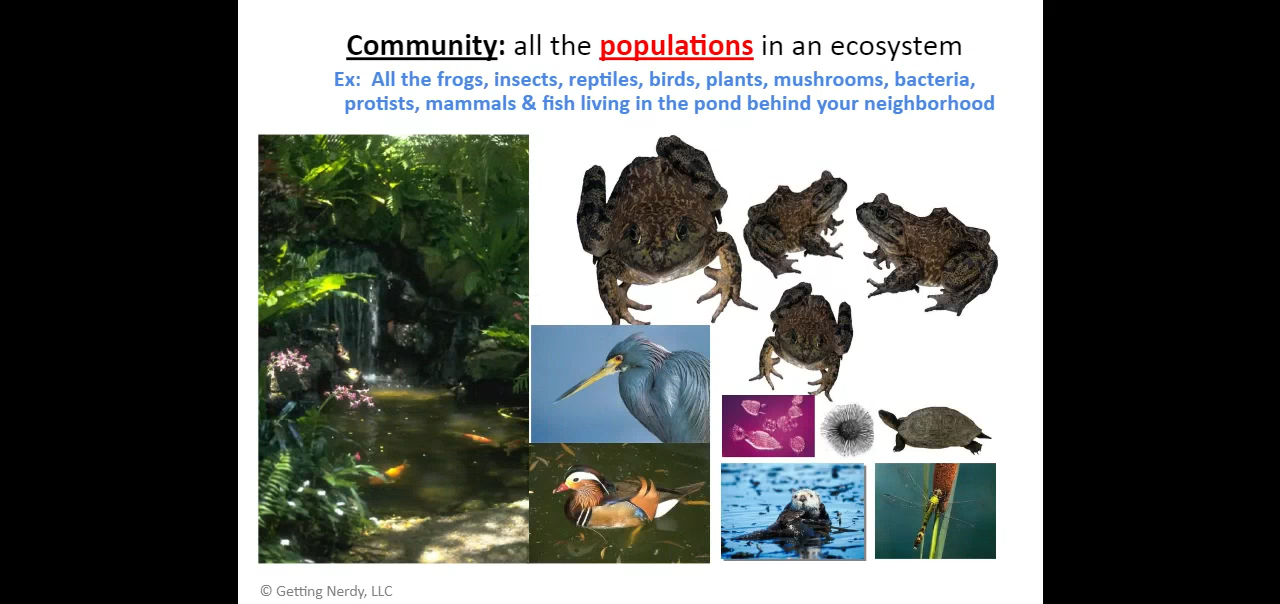 Community: all the populations in an ecosystem
Ex:  All the frogs, insects, reptiles, birds, plants, mushrooms, bacteria,
protists, mammals & fish living in the pond behind your neighborhood
© Getting Nerdy, LLC